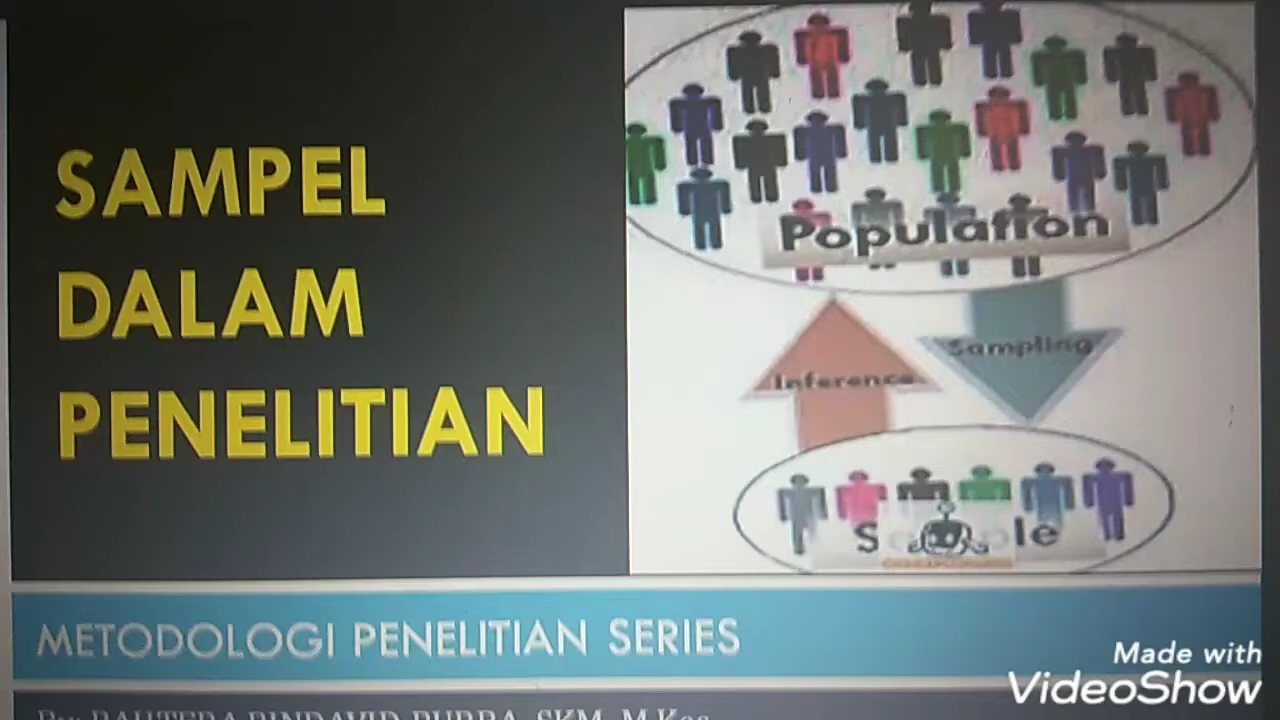 SAMPEL
DALAM
PENELITIAN
Population
Inference
Sampling
METODOLOGI PENELITIAN SERIES
Made with
VideoShow